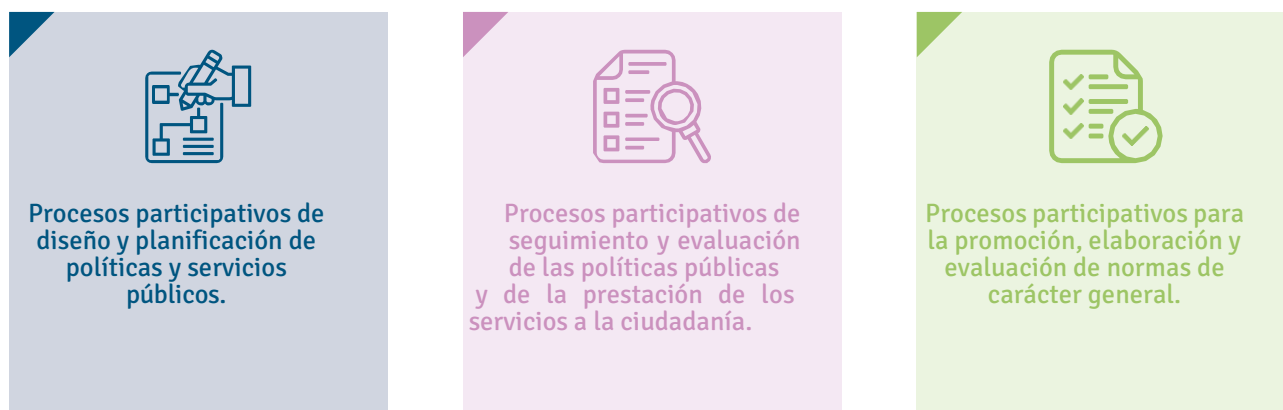 Procesos participativos de
diseño y planificación de
políticas y servicios
públicos.
Procesos participativos de
seguimiento y evaluación
de las políticas públicas
y de la prestación de los
servicios a la ciudadanía.
Procesos participativos para
la promoción, elaboración y
evaluación de normas de
carácter general.